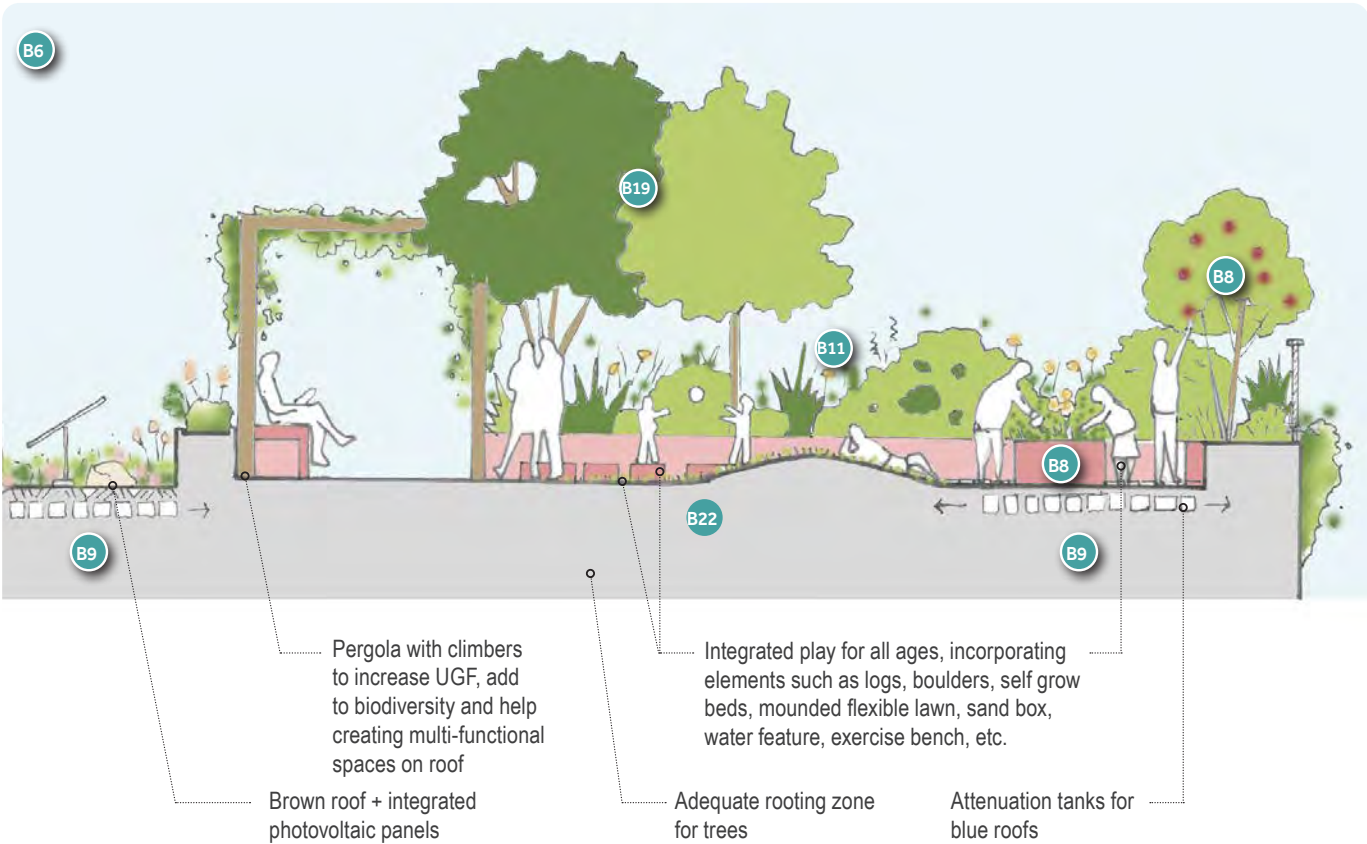 B6
B19
B8
B11
B8
B22
B9
B9
Pergola with climbers
to increase UGF, add
to biodiversity and help
creating multi-functional
spaces on roof
Integrated play for all ages, incorporating
elements such as logs, boulders, self grow
beds, mounded flexible lawn, sand box,
water feature, exercise bench, etc.
Brown roof + integrated
photovoltaic panels
Adequate rooting zone
for trees
Attenuation tanks for
blue roofs